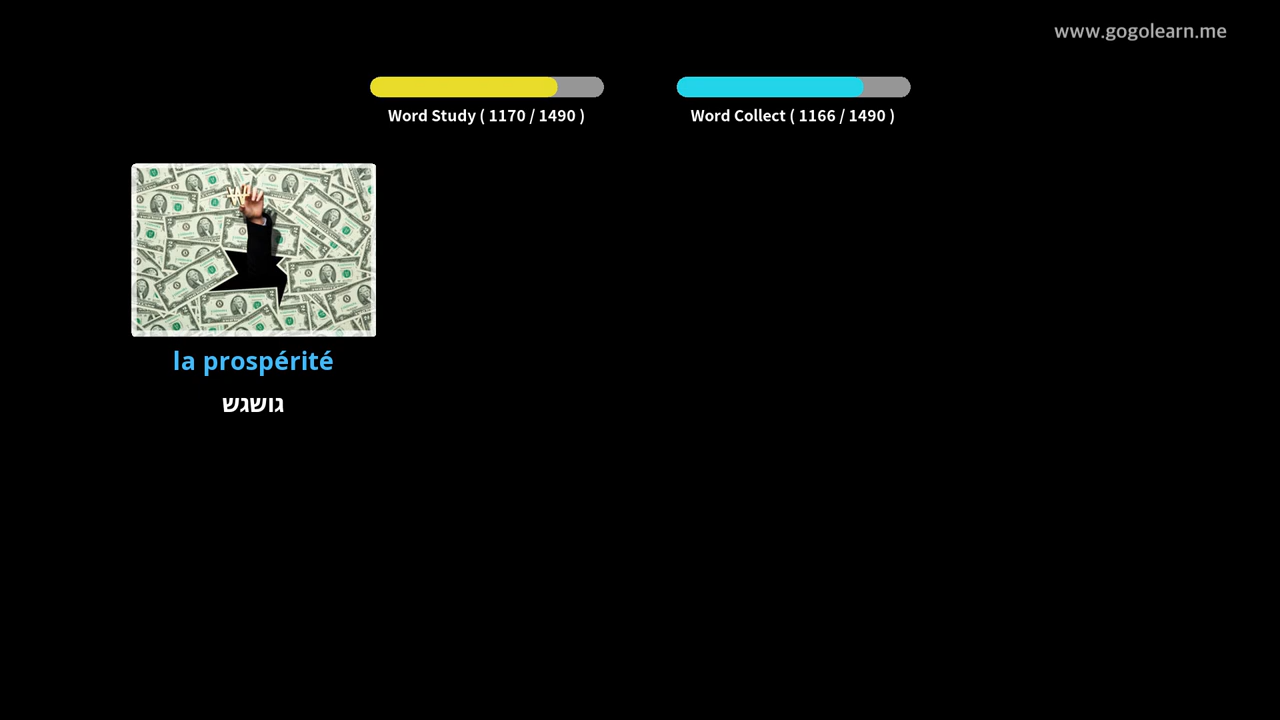 www.gogolearn.me
Word Study ( 1170 / 1490 )
Word Collect ( 1166 / 1490 )
la prospérité
גושגש